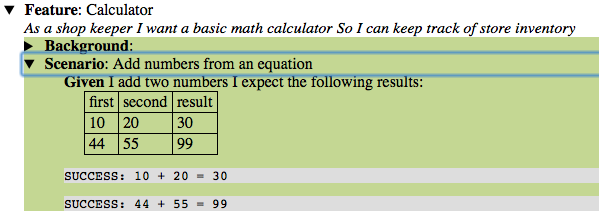 ▼ Feature: Calculator
As a shop keeper I want a basic math calculator So I can keep track of store inventory
▶ Background:
▼ Scenario: Add numbers from an equation
Given I add two numbers I expect the following results:
first second result
10 20 30
44 55 99
SUCCESS: 10 + 20 = 30
SUCCESS: 44 + 55 = 99